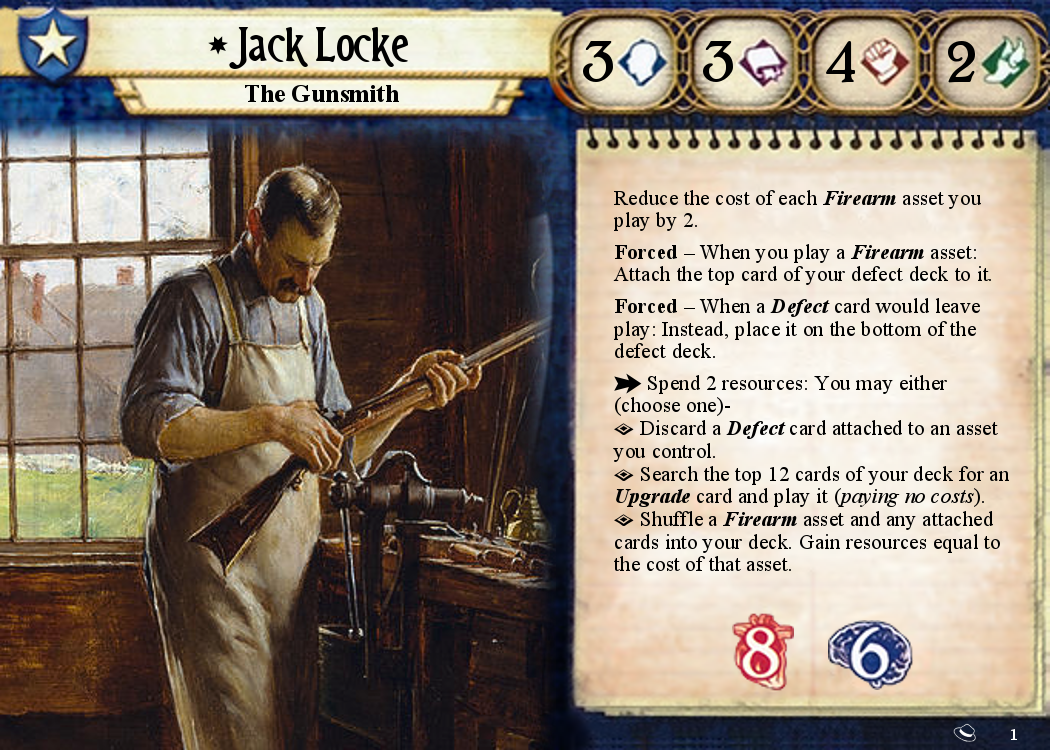 Jack Locke
The Gunsmith
3 3 4 2
Reduce the cost of each Firearm asset you
play by 2.
Forced – When you play a Firearm asset:
Attach the top card of your defect deck to it.
Forced – When a Defect card would leave
play: Instead, place it on the bottom of the
defect deck.
Spend 2 resources: You may either
(choose one)-
Discard a Defect card attached to an asset
you control.
Search the top 12 cards of your deck for an
Upgrade card and play it (paying no costs).
Shuffle a Firearm asset and any attached
cards into your deck. Gain resources equal to
the cost of that asset.
8 6
1